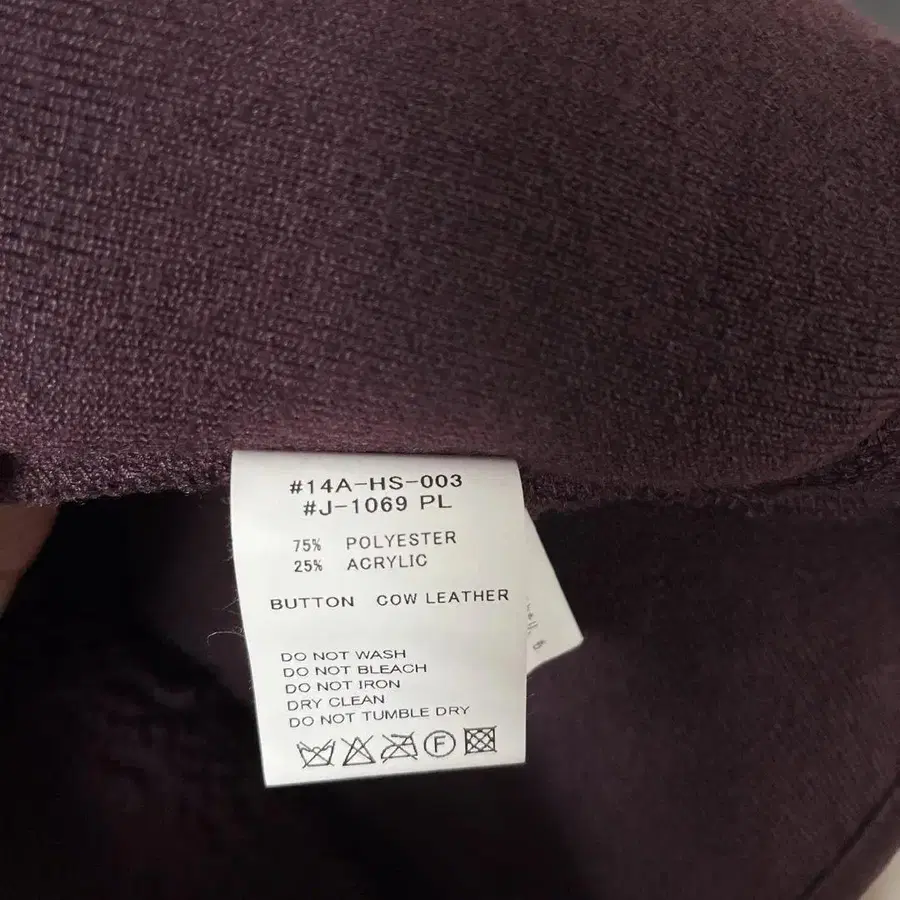 #14A-HS-003
#J-1069 PL
75% POLYESTER
25% ACRYLIC
BUTTON COW LEATHER
DO NOT WASH
DO NOT BLEACH
DO NOT IRON
DRY CLEAN
DO NOT TUMBLE DRY
F